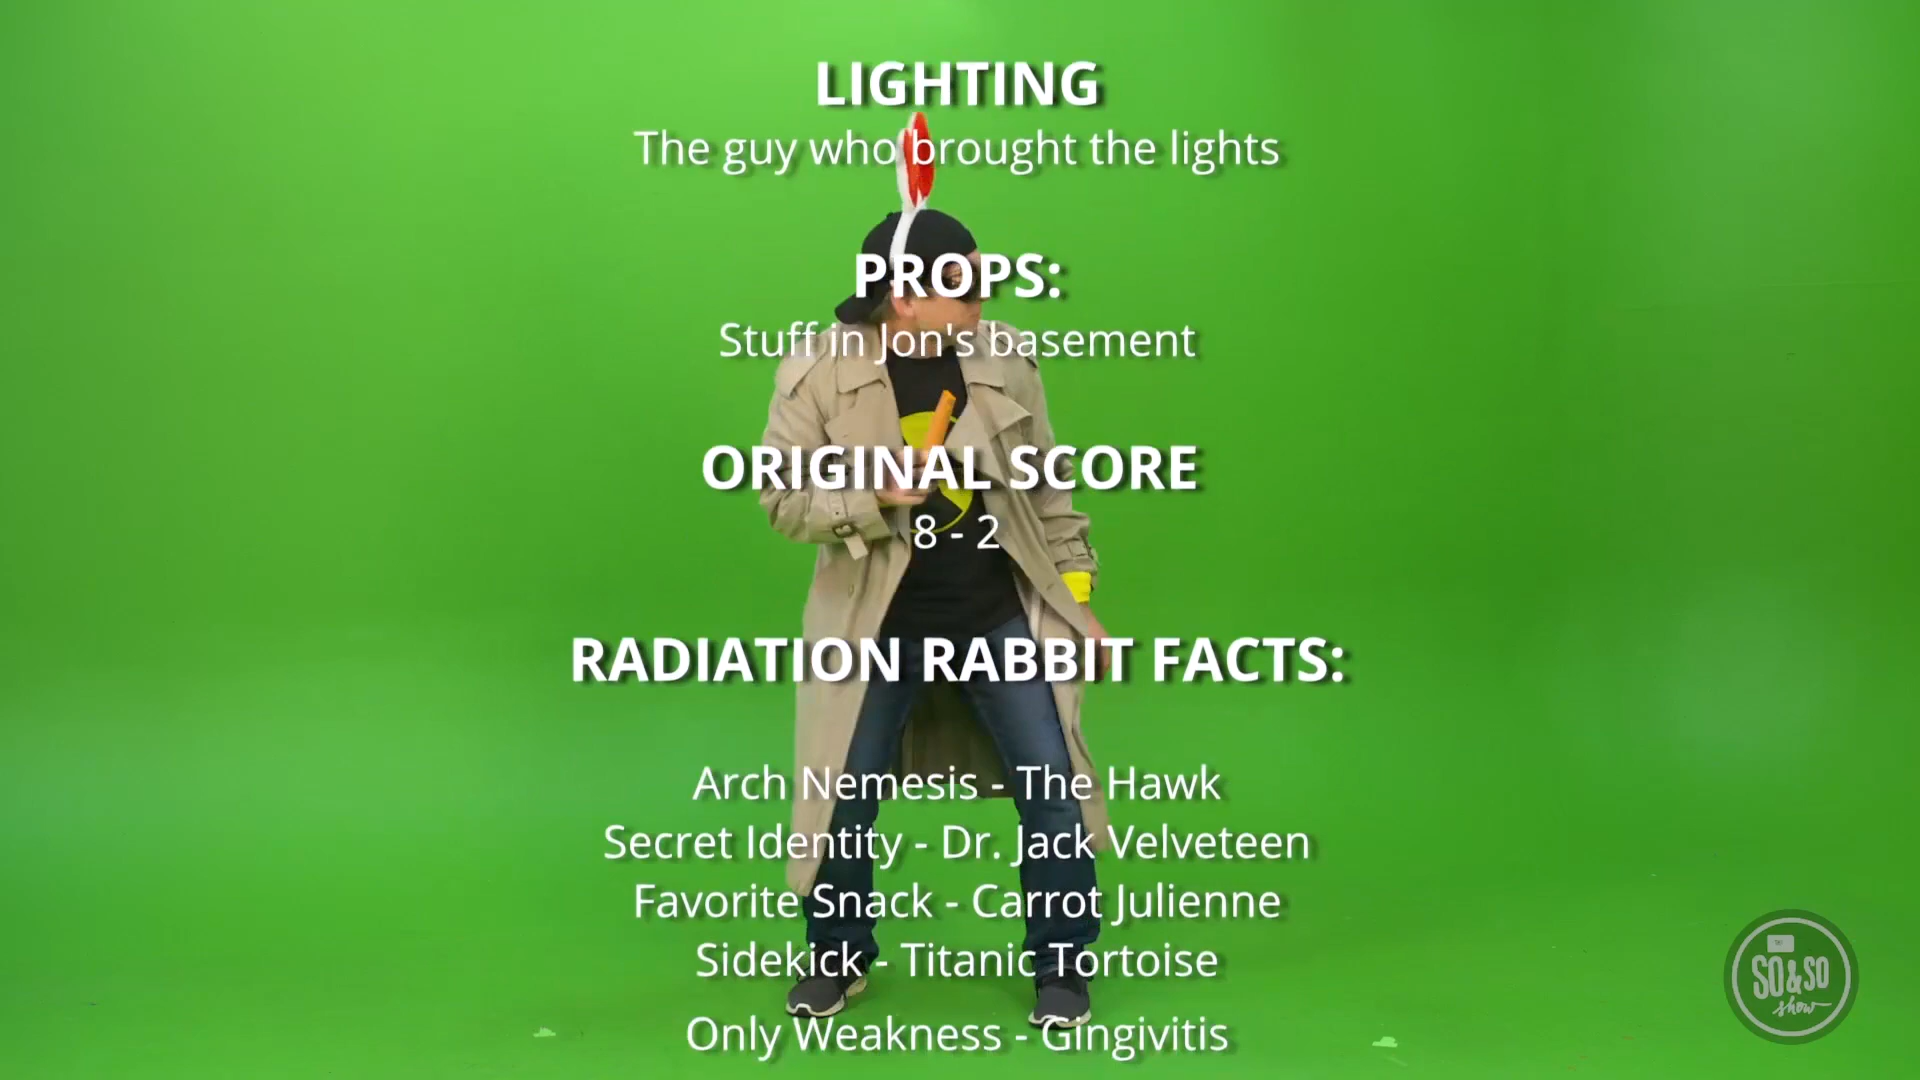 LIGHTING
The guy who brought the lights
PROPS:
Stuff in Jon's basement
ORIGINAL SCORE
8 - 2
RADIATION RABBIT FACTS:
Arch Nemesis - The Hawk
Secret Identity - Dr. Jack Velveteen
Favorite Snack - Carrot Julienne
Sidekick - Titanic Tortoise
Only Weakness - Gingivitis
SO & SO
show